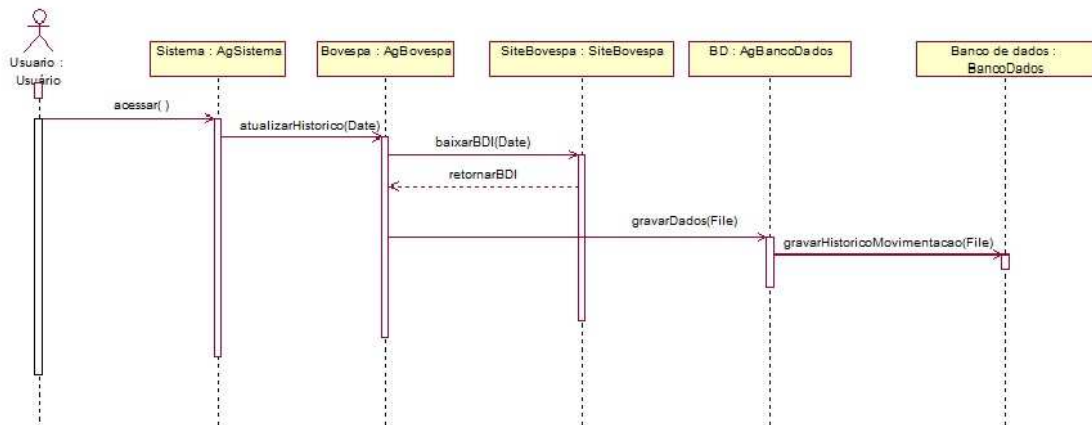 Usuario :
Usuário
Sistema : AgSistema
Bovespa : AgBovespa
SiteBovespa : SiteBovespa
BD : AgBancoDados
Banco de dados :
BancoDados
acessar( )
atualizarHistorico(Date)
baixarBDI(Date)
retornarBDI
gravarDados(File)
gravarHistoricoMovimentacao(File)